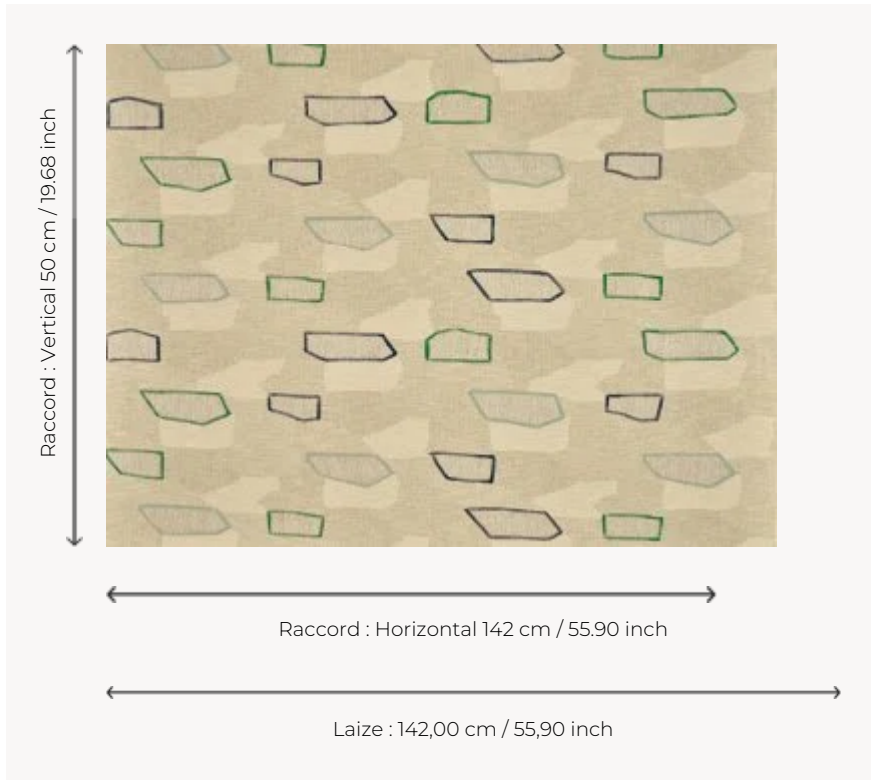 Raccord : Vertical 50 cm / 19.68 inch
Raccord : Horizontal 142 cm / 55.90 inch
Laize : 142,00 cm / 55,90 inch